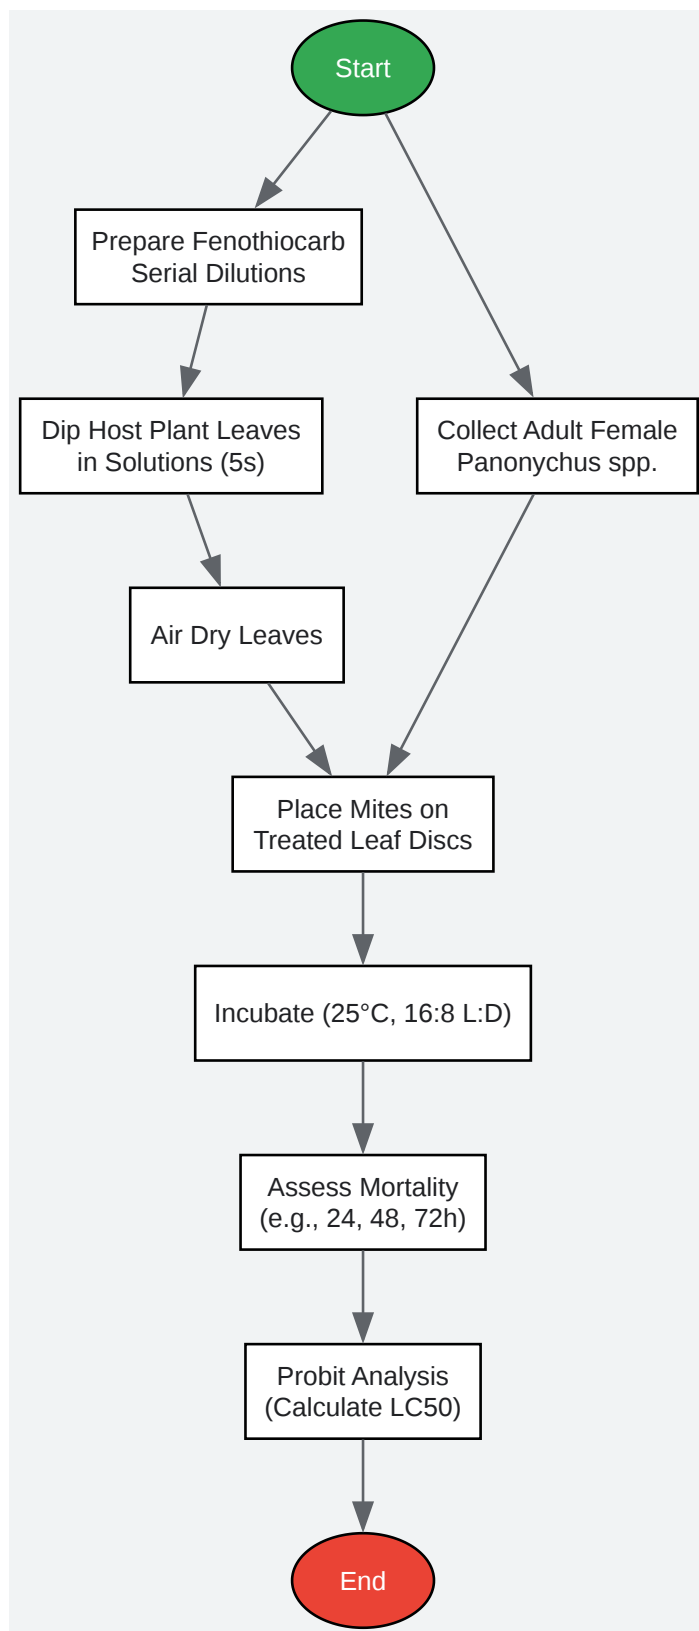 Start
Prepare Fenothiocarb
Serial Dilutions
Dip Host Plant Leaves
in Solutions (5s)
Collect Adult Female
Panonychus spp.
Air Dry Leaves
Place Mites on
Treated Leaf Discs
Incubate (25°C, 16:8 L:D)
Assess Mortality
(e.g., 24, 48, 72h)
Probit Analysis
(Calculate LC50)
End